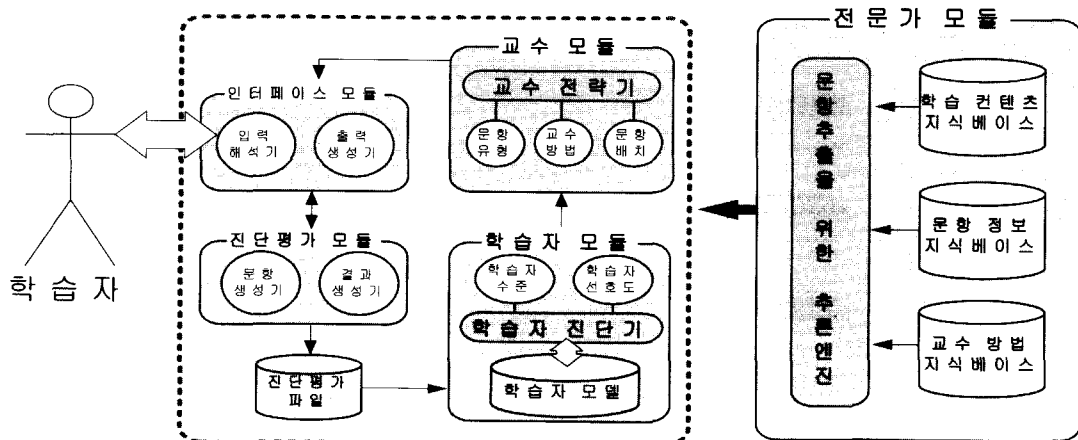 학습자
인터페이스 모듈
입력
해석기
출력
생성기
진단평가 모듈
문항
생성기
결과
생성기
진단평가
파일
교수 모듈
교수 전략기
문항
유형
교수
방법
문항
배치
학습자 모듈
학습자
수준
학습자
선호도
학습자 진단기
학습자 모델
전문가 모듈
문항추출을 위한 추론엔진
학습 컨텐츠
지식베이스
문항 정보
지식베이스
교수 방법
지식베이스